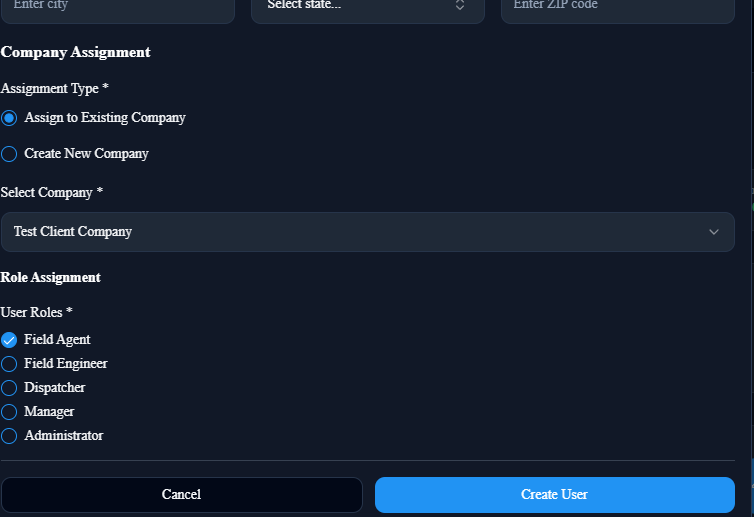 Enter city
Select state...
Enter ZIP code
Company Assignment
Assignment Type *
Assign to Existing Company
Create New Company
Select Company *
Test Client Company
Role Assignment
User Roles *
Field Agent
Field Engineer
Dispatcher
Manager
Administrator
Cancel
Create User